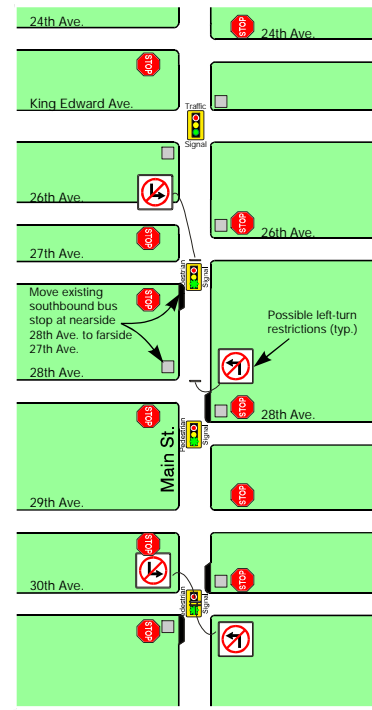 24th Ave.
STOP
24th Ave.
STOP
King Edward Ave.
Traffic
Signal
26th Ave.
STOP
26th Ave.
STOP
27th Ave.
Signal
Move existing
southbound bus
stop at nearside
28th Ave. to farside
27th Ave.
STOP
Possible left-turn
restrictions (typ.)
28th Ave.
STOP
28th Ave.
STOP
Main St.
Pedestrian
Signal
29th Ave.
STOP
STOP
30th Ave.
STOP
Signal
STOP